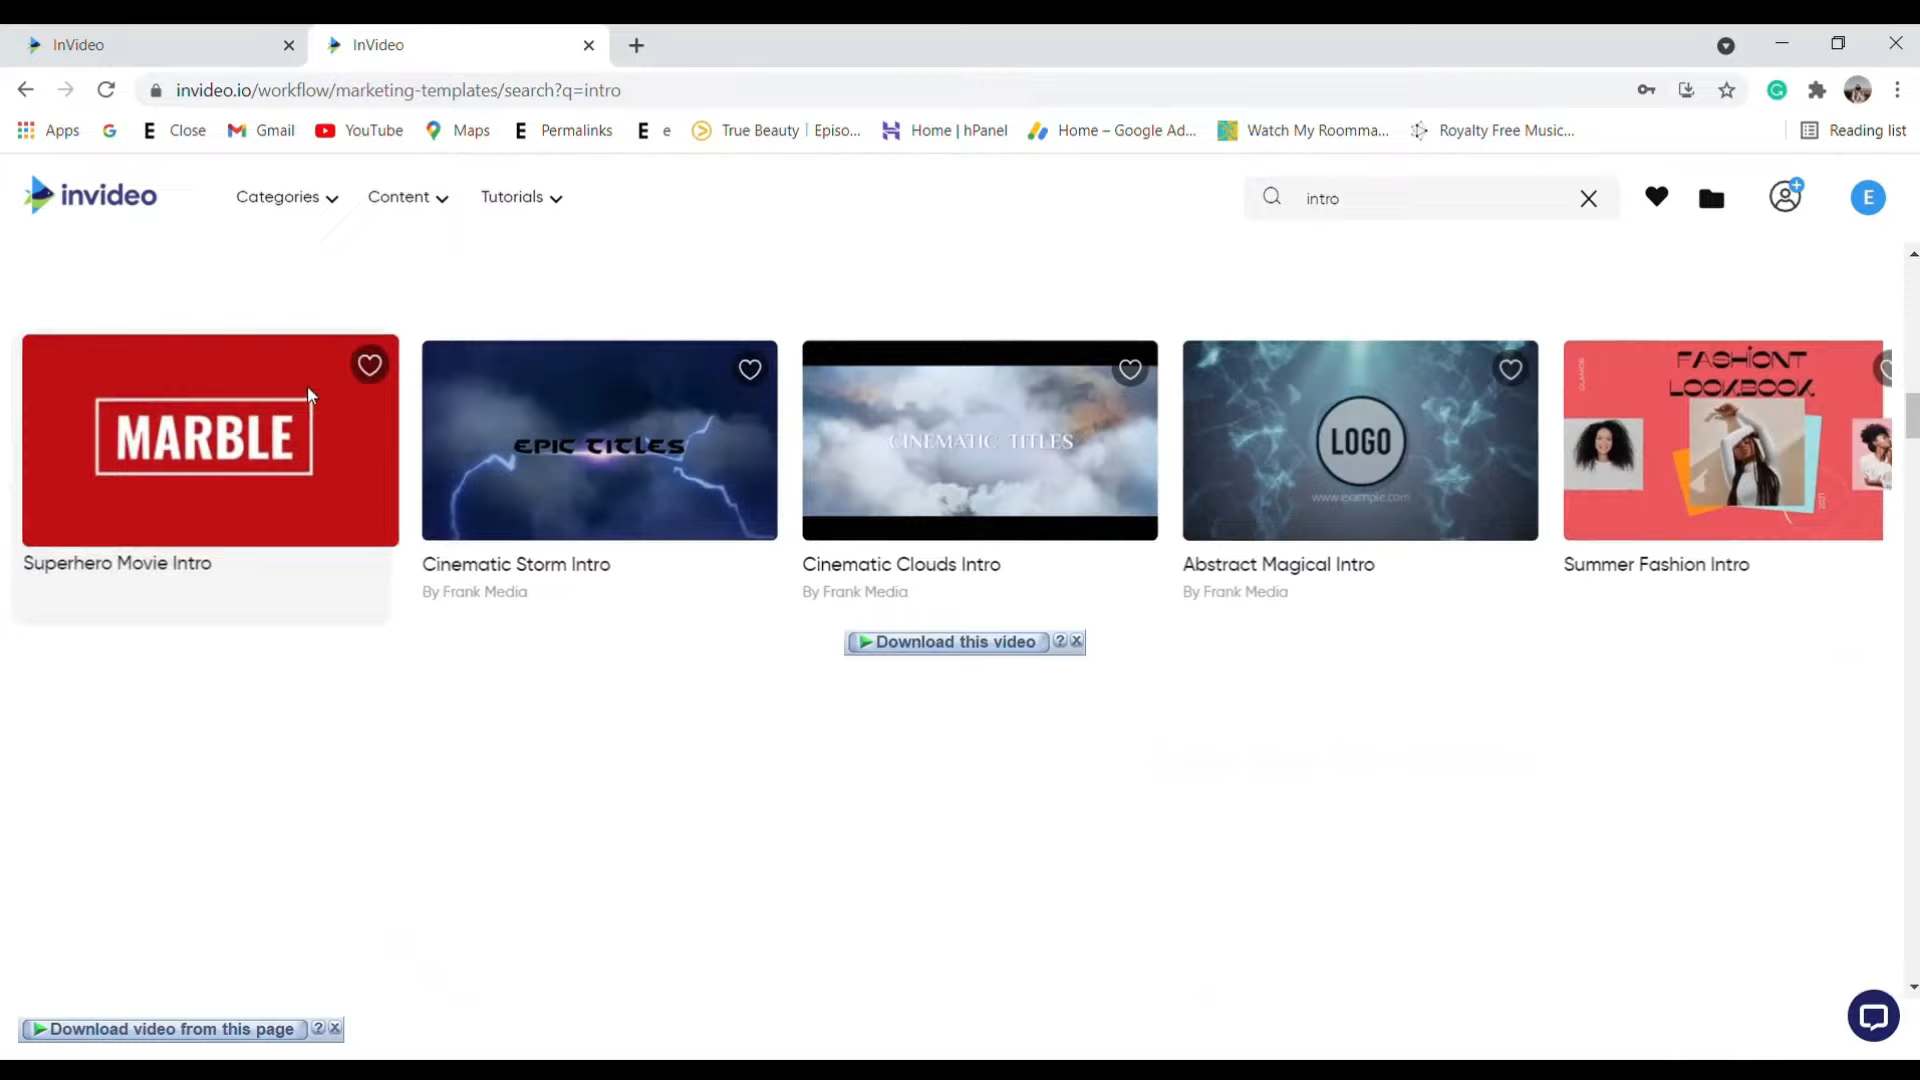 InVideo
InVideo
invideo.io/workflow/marketing-templates/search?q=intro
Apps
Close
Gmail
YouTube
Maps
Permalinks
e
True Beauty | Episo...
Home | hPanel
Home – Google Ad...
Watch My Roomma...
Royalty Free Music...
Reading list
invideo
Categories
Content
Tutorials
intro
E
MARBLE
EPIC TITLES
CINEMATIC TITLES
LOGO
www.example.com
GLAMOR
FASHIONT
LOOKBOOK
2021
Superhero Movie Intro
Cinematic Storm Intro
Cinematic Clouds Intro
Abstract Magical Intro
Summer Fashion Intro
By Frank Media
By Frank Media
By Frank Media
Download this video
? x
Download video from this page
? x